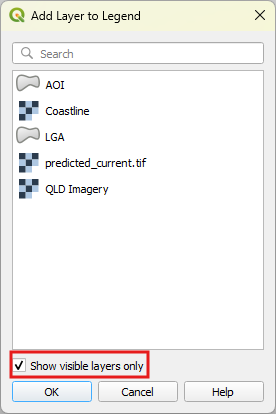 Add Layer to Legend
Search
AOI
Coastline
LGA
predicted_current.tif
QLD Imagery
Show visible layers only
OK Cancel Help